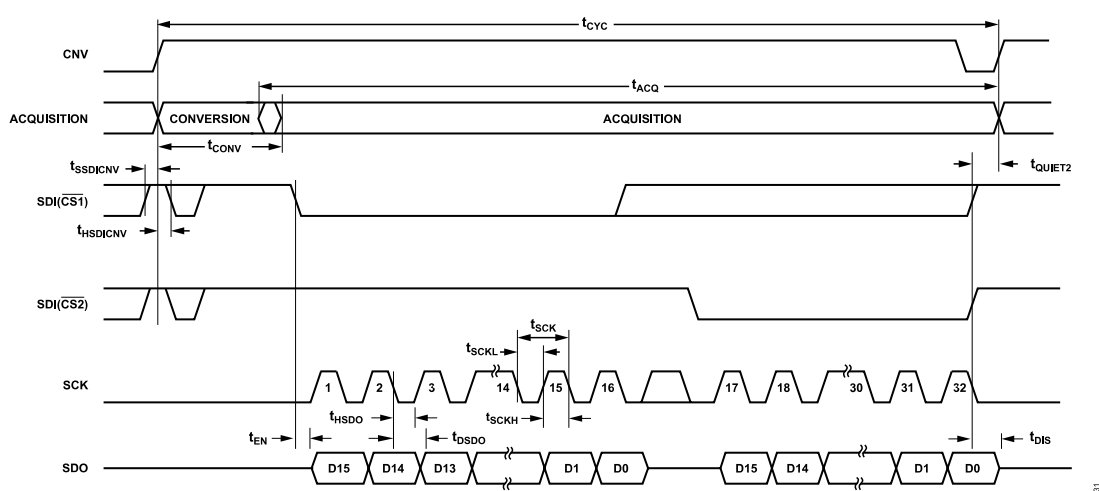 tCYC
CNV
tACQ
ACQUISITION CONVERSION ACQUISITION
tCONV
tSSDICNV tQUIET2
SDI(CS1)
tHSDICNV
SDI(CS2)
tSCK
tSCKL
SCK 1 2 3 14 15 16 17 18 30 31 32
tHSDO tSCKH
tEN tDSDO tDIS
SDO D15 D14 D13 D1 D0 D15 D14 D1 D0
31